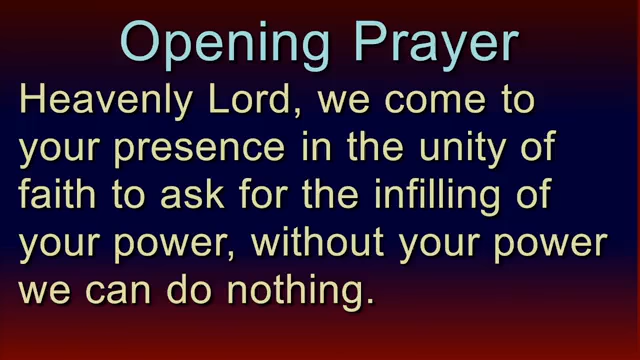 Opening Prayer
Heavenly Lord, we come to
your presence in the unity of
faith to ask for the infilling of
your power, without your power
we can do nothing.